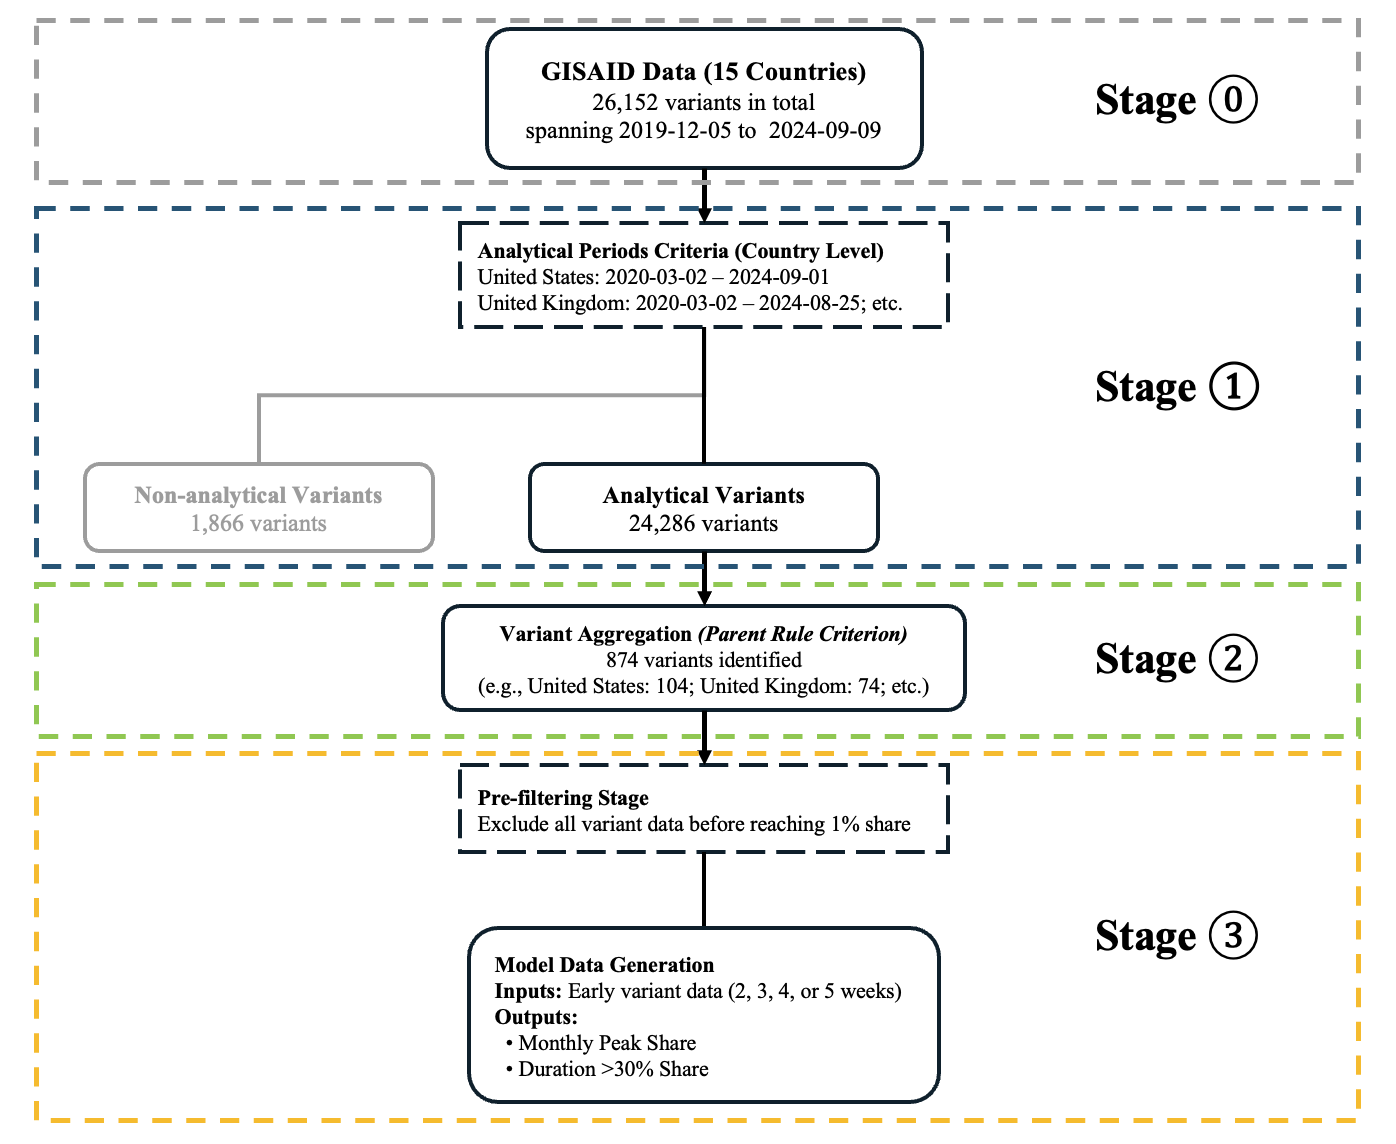 GISAID Data (15 Countries)
26,152 variants in total
spanning 2019-12-05 to 2024-09-09
Stage ⓪
Analytical Periods Criteria (Country Level)
United States: 2020-03-02 – 2024-09-01
United Kingdom: 2020-03-02 – 2024-08-25; etc.
Stage ①
Non-analytical Variants
1,866 variants
Analytical Variants
24,286 variants
Variant Aggregation (Parent Rule Criterion)
874 variants identified
(e.g., United States: 104; United Kingdom: 74; etc.)
Stage ②
Pre-filtering Stage
Exclude all variant data before reaching 1% share
Stage ③
Model Data Generation
Inputs: Early variant data (2, 3, 4, or 5 weeks)
Outputs:
• Monthly Peak Share
• Duration >30% Share